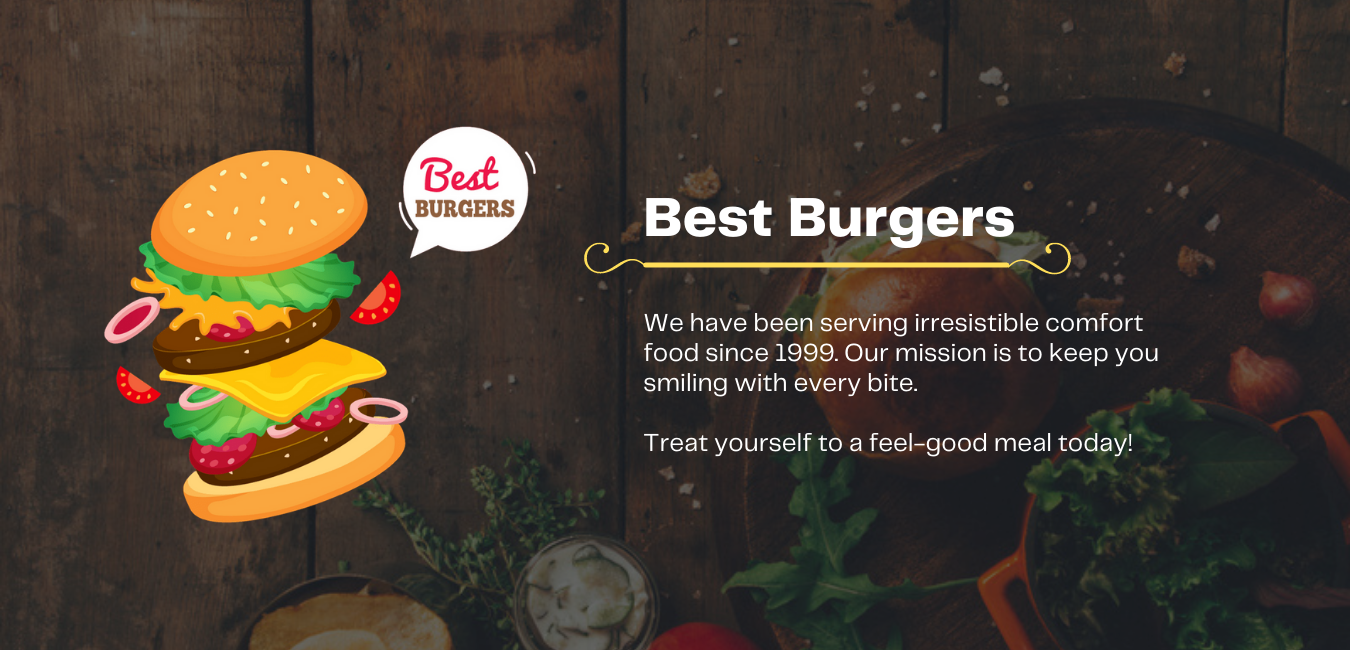 Best
BURGERS
Best Burgers
We have been serving irresistible comfort
food since 1999. Our mission is to keep you
smiling with every bite.
Treat yourself to a feel-good meal today!